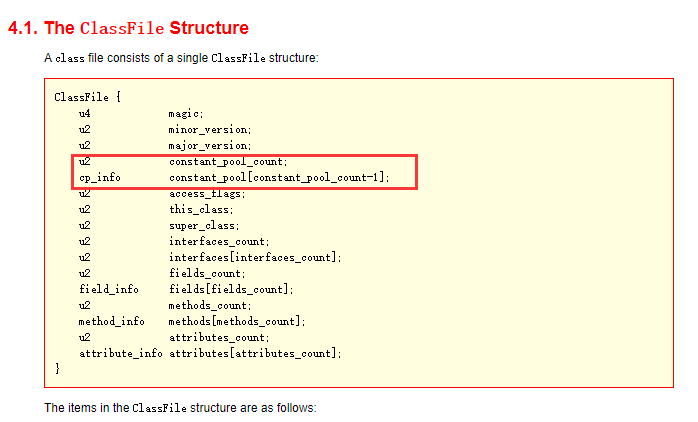 4.1. The ClassFile Structure
A class file consists of a single ClassFile structure:
ClassFile {
u4 magic;
u2 minor_version;
u2 major_version;
u2 constant_pool_count;
cp_info constant_pool[constant_pool_count-1];
u2 access_flags;
u2 this_class;
u2 super_class;
u2 interfaces_count;
u2 interfaces[interfaces_count];
u2 fields_count;
field_info fields[fields_count];
u2 methods_count;
method_info methods[methods_count];
u2 attributes_count;
attribute_info attributes[attributes_count];
}
The items in the ClassFile structure are as follows: